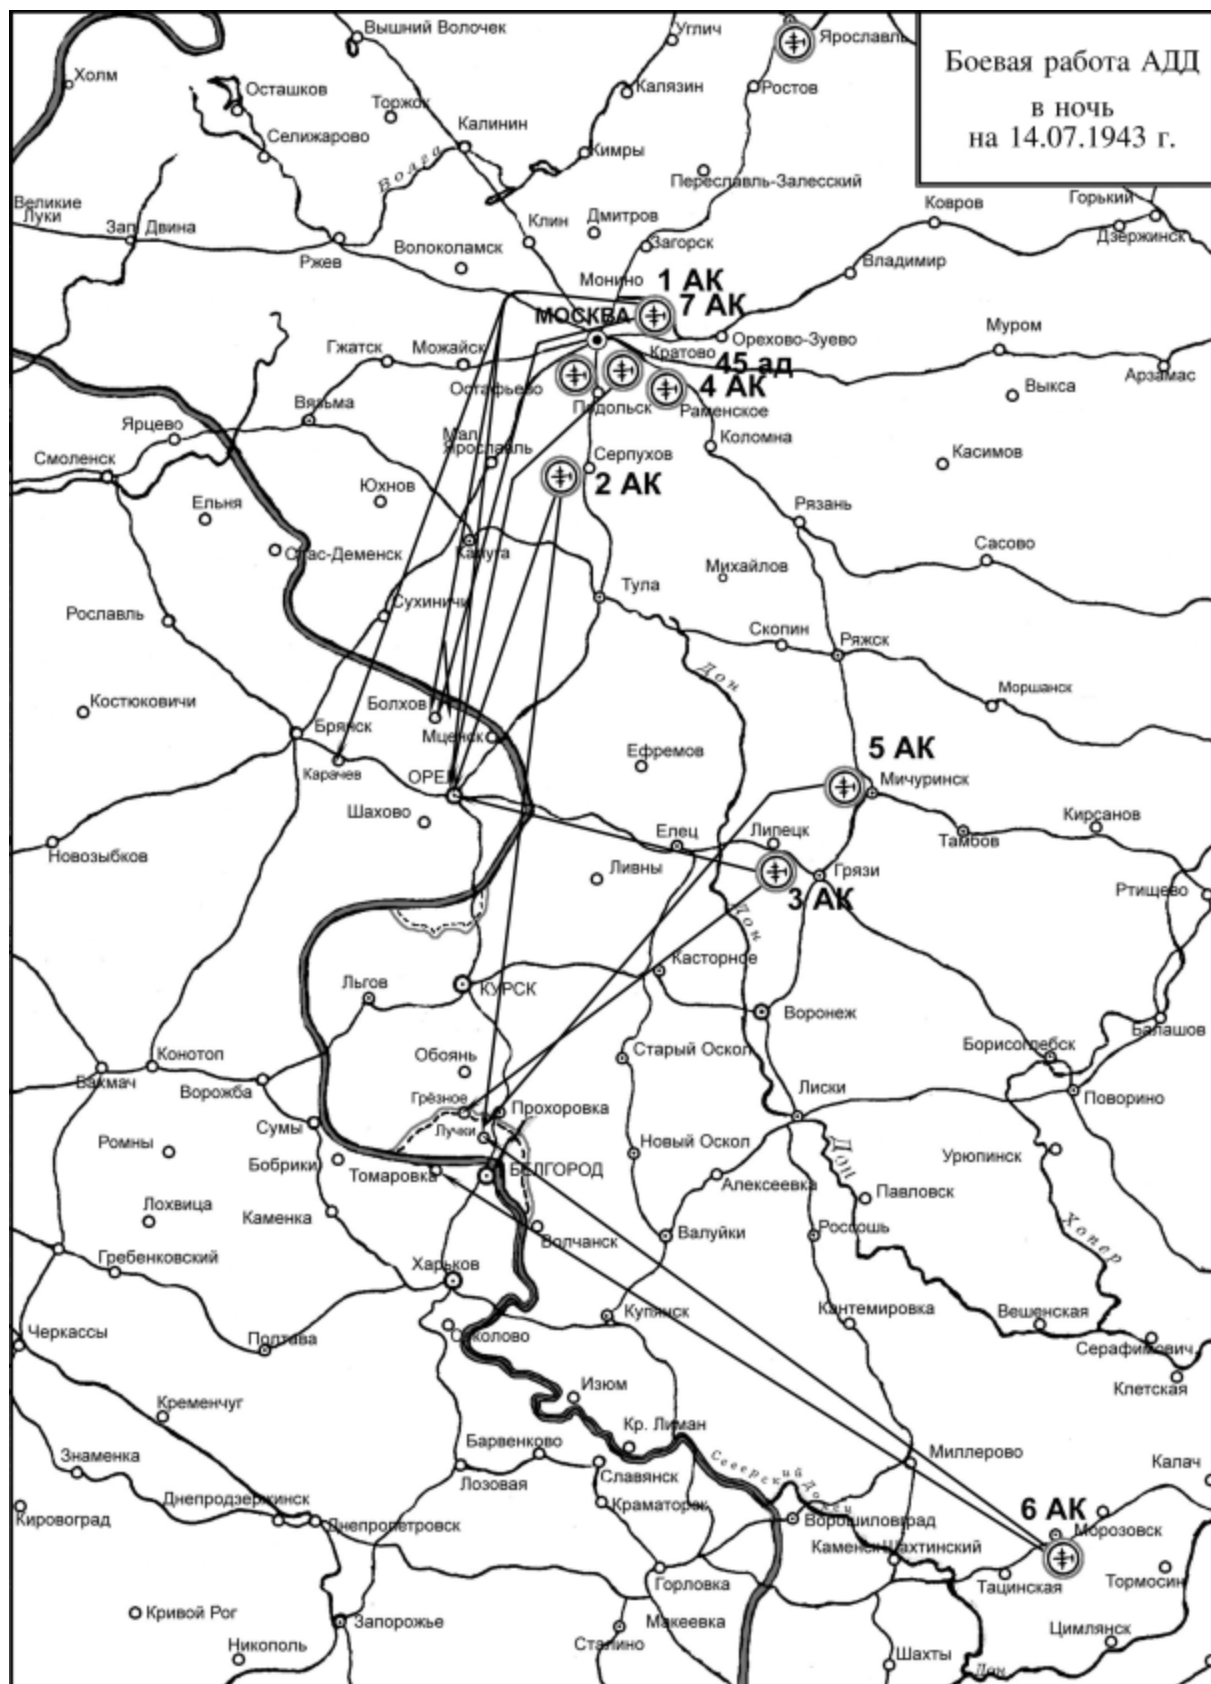 Вышний Волочек
Углич
Ярославль
Боевая работа АДД
в ночь
на 14.07.1943 г.
Холм
Осташков
Торжок
Калязин
Ростов
Селижарово
Калинин
Кимры
Волга
Переславль-Залесский
Великие
Луки
Зап. Двина
Ржев
Волоколамск
Клин
Дмитров
Загорск
Ковров
Горький
Дзержинск
Владимир
Монино
1 АК
7 АК
МОСКВА
Орехово-Зуево
Муром
Гжатск
Можайск
Кратово
45 ад
4 АК
Остафьево
Подольск
Раменское
Выкса
Арзамас
Вязьма
Ярцево
Мал.
Ярославль
Коломна
Смоленск
Серпухов
2 АК
Касимов
Юхнов
Ельня
Рязань
Спас-Деменск
Калуга
Сасово
Тула
Михайлов
Сухиничи
Рославль
Скопин
Ряжск
Дон
Моршанск
Костюковичи
Болхов
Брянск
Мценск
Ефремов
5 АК
Карачев
ОРЕЛ
Мичуринск
Шахово
Елец
Липецк
Тамбов
Кирсанов
Новозыбков
Ливны
Грязи
Ртищево
3 АК
Дон
Касторное
Льгов
КУРСК
Воронеж
Балашов
Конотоп
Обоянь
Старый Оскол
Борисоглебск
Бахмач
Ворожба
Грёзное
Прохоровка
Лиски
Поворино
Сумы
Лучки
Ромны
Бобрики
Томаровка
БЕЛГОРОД
Новый Оскол
Дон
Урюпинск
Алексеевка
Павловск
Лохвица
Каменка
Волчанск
Валуйки
Россошь
Хопер
Гребенковский
Харьков
Купянск
Кантемировка
Вешенская
Черкассы
Полтава
Соколово
Серафимович
Клетская
Изюм
Кременчуг
Кр. Лиман
Барвенково
Миллерово
Знаменка
Славянск
Северский Донец
Калач
Лозовая
Днепродзержинск
Краматорск
6 АК
Кировоград
Днепропетровск
Ворошиловград
Морозовск
Каменск-Шахтинский
Горловка
Тацинская
Тормосин
Кривой Рог
Запорожье
Макеевка
Никополь
Сталино
Цимлянск
Шахты
Дон